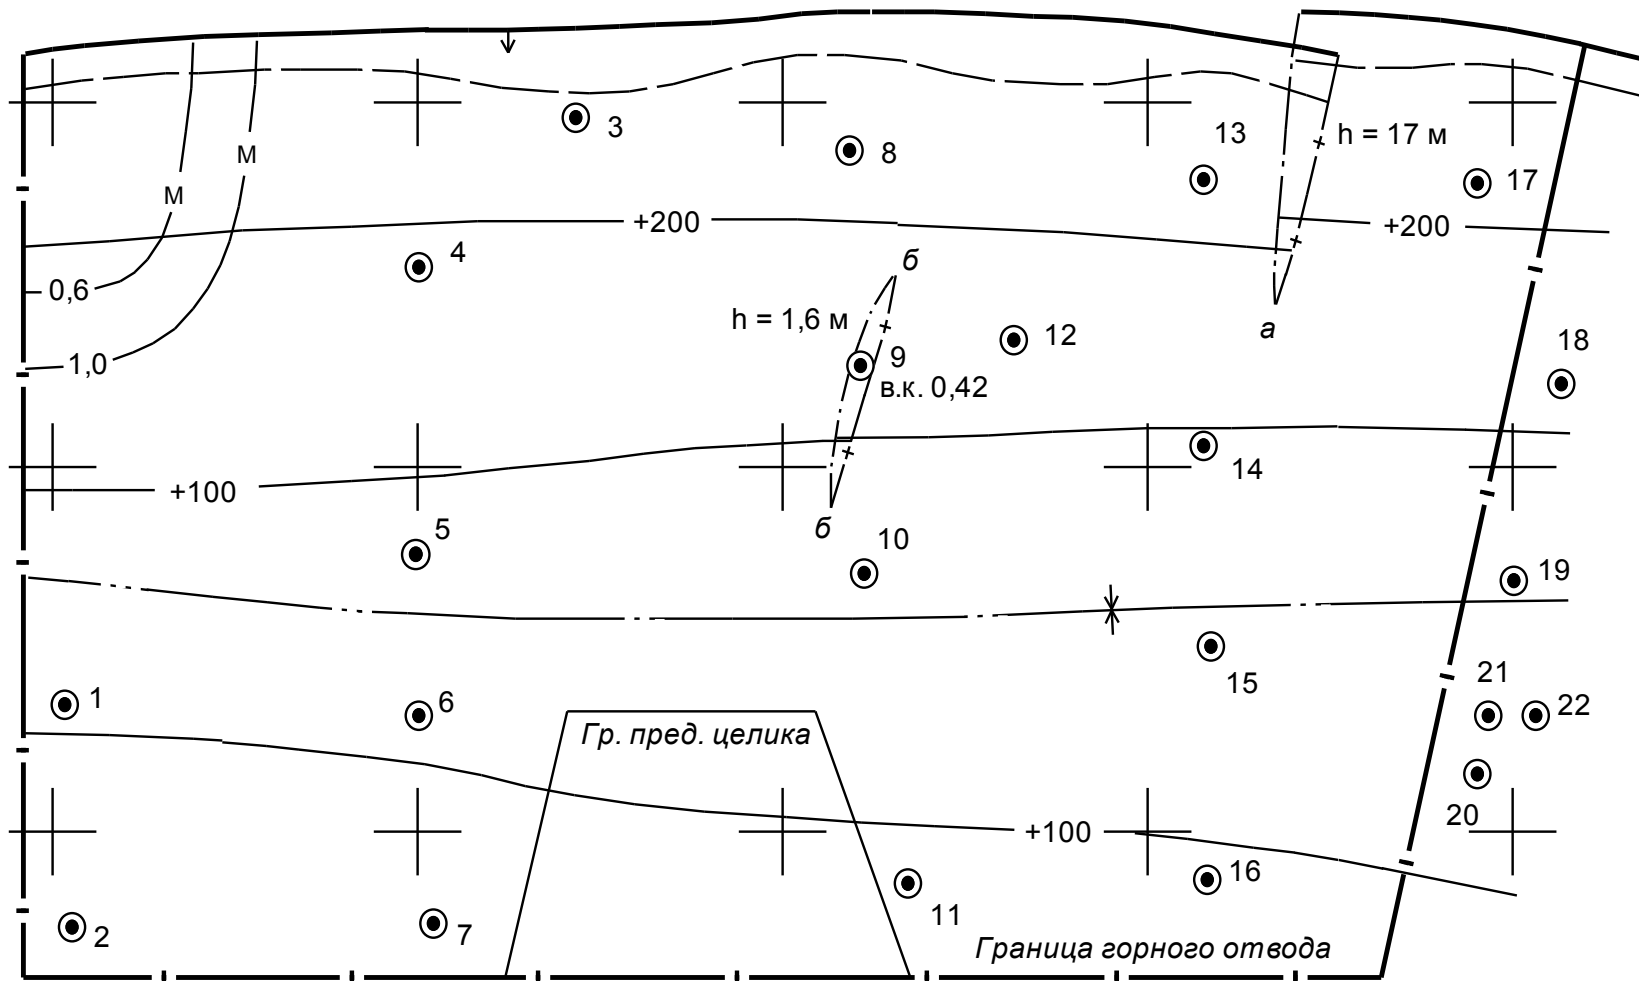 3
8
13
h = 17 м
17
М
М
+200
+200
4
б
0,6
h = 1,6 м
а
12
1,0
9
18
в.к. 0,42
14
+100
5
б
10
19
15
21
1
6
22
Гр. пред. целика
20
+100
16
11
2
7
Граница горного отвода